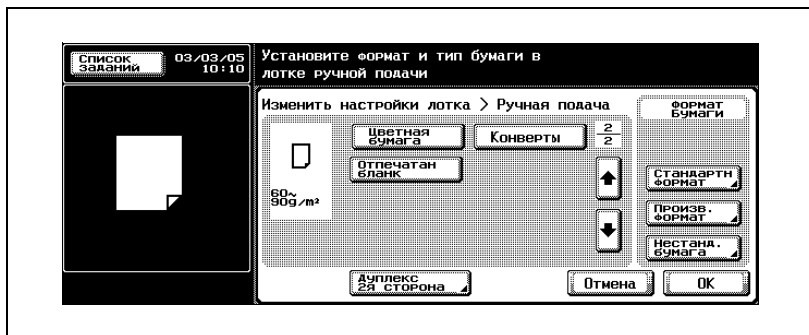 Список заданий
03/03/05
10:10
Установите формат и тип бумаги в
лотке ручной подачи
Изменить настройки лотка > Ручная подача
Формат
Бумаги
Цветная
бумага
Конверты
2
2
Отпечатан
бланк
60~
90g/m²
Стандартн
формат
Произв.
формат
Нестанд.
бумага
Дуплекс
2я сторона
Отмена
OK